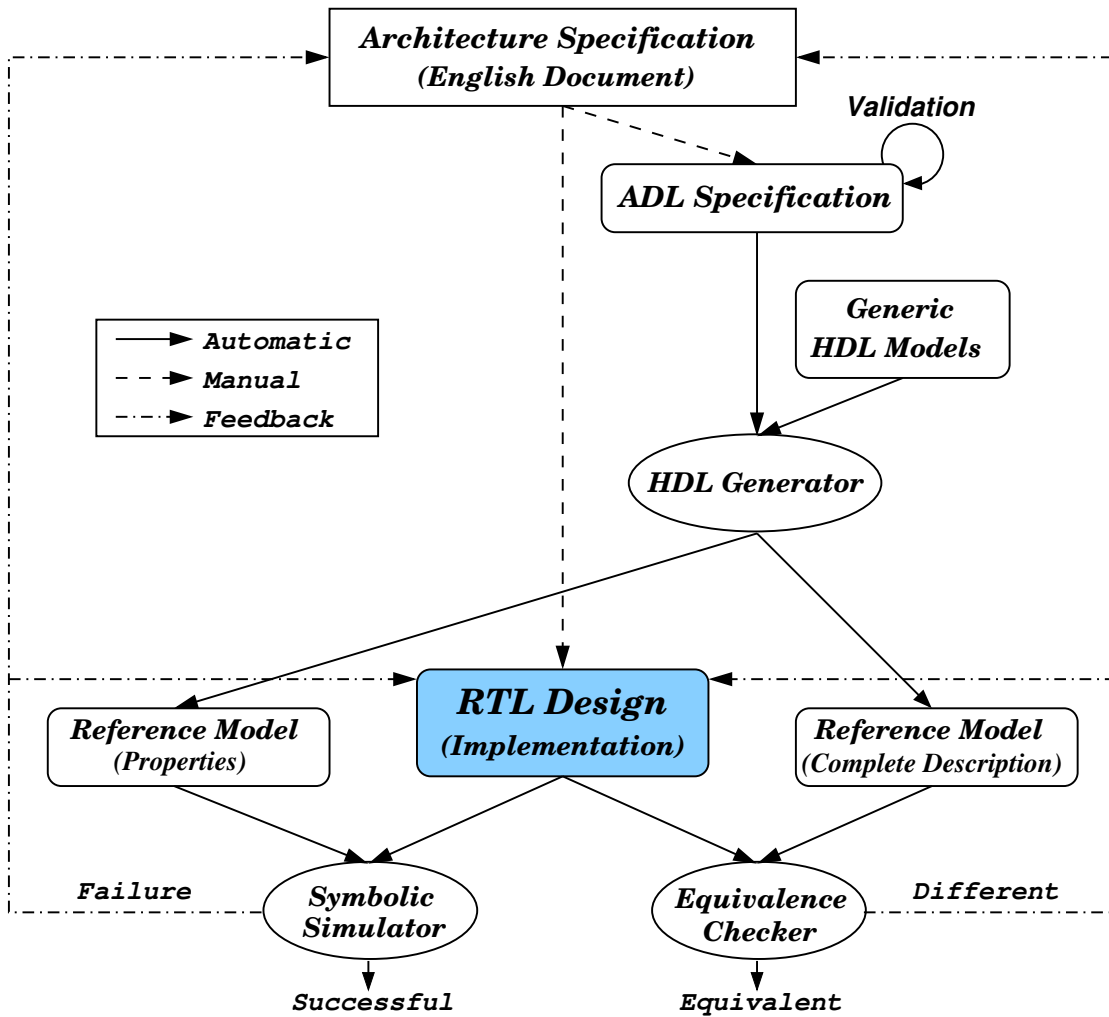 Architecture Specification
(English Document)
Validation
ADL Specification
Generic
HDL Models
Automatic
Manual
Feedback
HDL Generator
RTL Design
(Implementation)
Reference Model
(Properties)
Reference Model
(Complete Description)
Failure
Symbolic
Simulator
Equivalence
Checker
Different
Successful
Equivalent